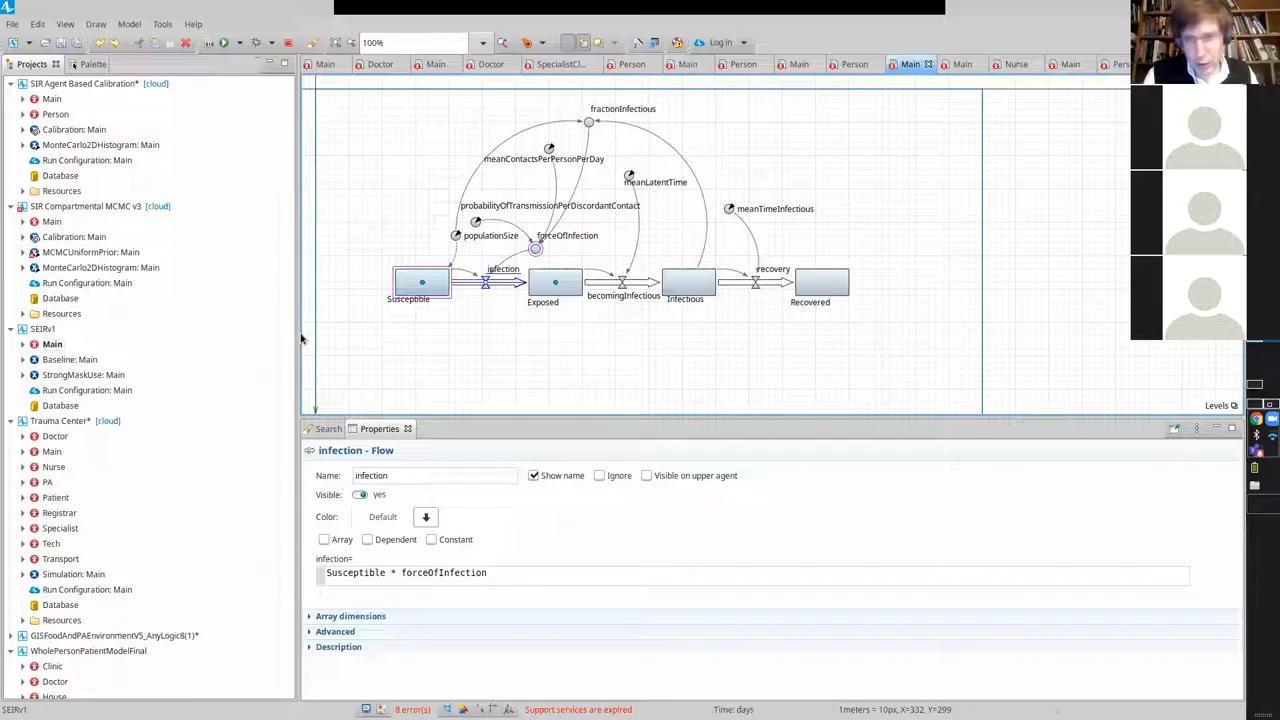 File Edit View Draw Model Tools Help
100% Log in
Projects Palette
Main Doctor Main Doctor SpecialistCl... Person Main Person Main Person Main Main Nurse Main Pers
SIR Agent Based Calibration* [cloud]
Main
Person
Calibration: Main
MonteCarlo2DHistogram: Main
Run Configuration: Main
Database
Resources
SIR Compartmental MCMC v3 [cloud]
Main
Calibration: Main
MCMCUniformPrior: Main
MonteCarlo2DHistogram: Main
Run Configuration: Main
Database
Resources
SEIRv1
Main
Baseline: Main
StrongMaskUse: Main
Run Configuration: Main
Database
Trauma Center* [cloud]
Doctor
Main
Nurse
PA
Patient
Registrar
Specialist
Tech
Transport
Simulation: Main
Run Configuration: Main
Database
Resources
GISFoodAndPAEnvironmentV5_AnyLogic8(1)*
WholePersonPatientModelFinal
Clinic
Doctor
House
fractionInfectious
meanContactsPerPersonPerDay
meanLatentTime
probabilityOfTransmissionPerDiscordantContact
meanTimeInfectious
populationSize
forceOfInfection
infection
recovery
Susceptible
Exposed
becomingInfectious
Infectious
Recovered
Levels
Search Properties
infection - Flow
Name: infection Show name Ignore Visible on upper agent
Visible: yes
Color: Default
Array Dependent Constant
infection=
Susceptible * forceOfInfection
Array dimensions
Advanced
Description
SEIRv1 8 error(s) Support services are expired Time: days 1meters = 10px, X=332, Y=299